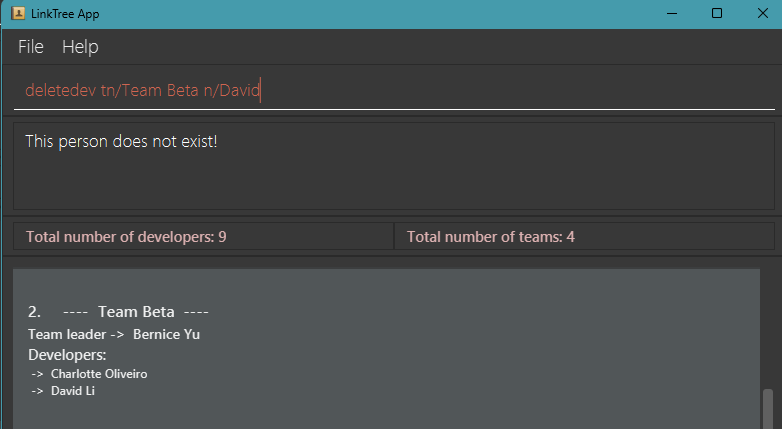 LinkTree App
File Help
deletedev tn/Team Beta n/David
This person does not exist!
Total number of developers: 9 Total number of teams: 4
2. ---- Team Beta ----
Team leader -> Bernice Yu
Developers:
-> Charlotte Oliveiro
-> David Li